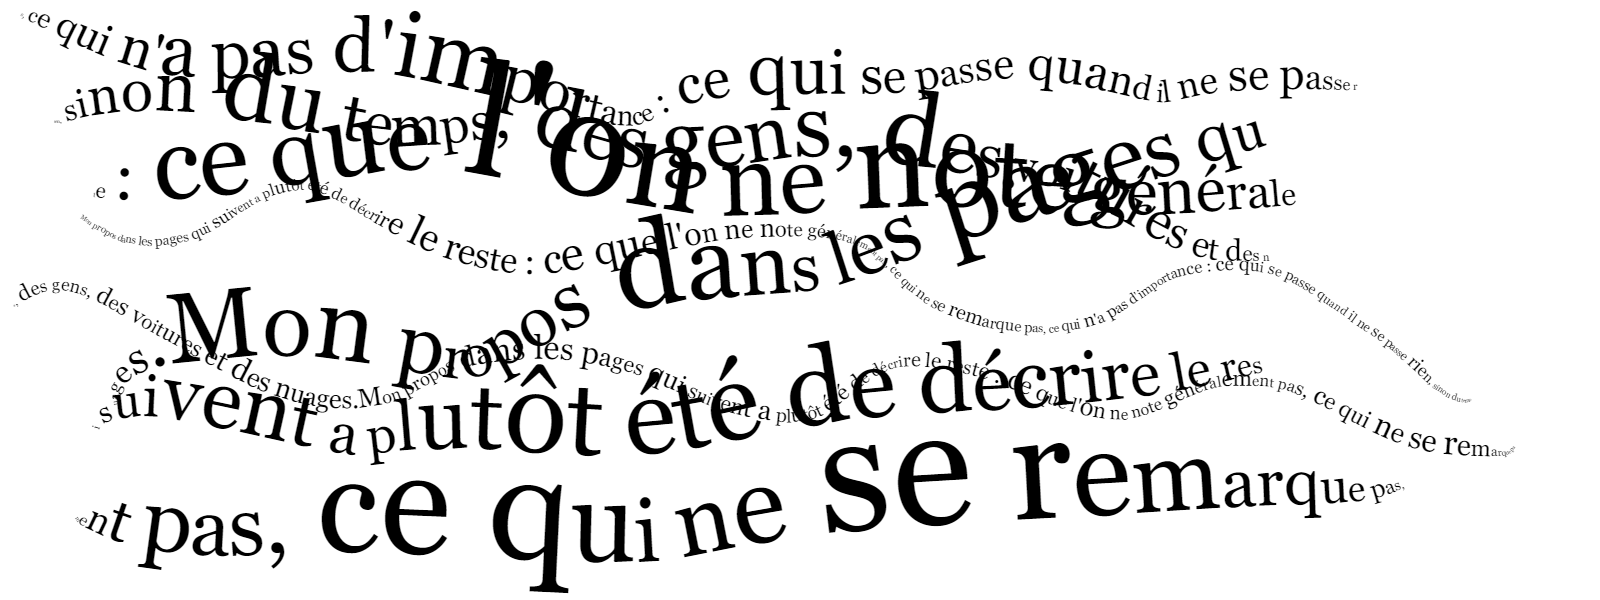 ce qui n'a pas d'importance : ce qui se passe quand il ne se passe r
sinon du temps, des gens, des voitures et des n
e : ce que l'on ne note générale
Mon propos dans les pages qui suivent a plutôt été de décrire le reste : ce que l'on ne note généralement pas, ce qui ne se remarque pas, ce qui n'a pas d'importance : ce qui se passe quand il ne se passe rien, sinon du
ges.Mon propos dans les pages qu
des gens, des voitures et des nuages.Mon propos dans les pages qui suivent a plutôt été de décrire le reste : ce que l'on ne note généralement pas, ce qui ne se remarq
suivent a plutôt été de décrire le res
ent pas, ce qui ne se remarque pas,